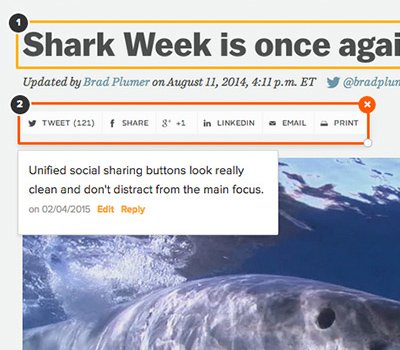 1
Shark Week is once agai
Updated by Brad Plumer on August 11, 2014, 4:11 p.m. ET @bradplum
2
TWEET (121) SHARE g+ +1 in LINKEDIN EMAIL PRINT
Unified social sharing buttons look really
clean and don't distract from the main focus.
on 02/04/2015 Edit Reply